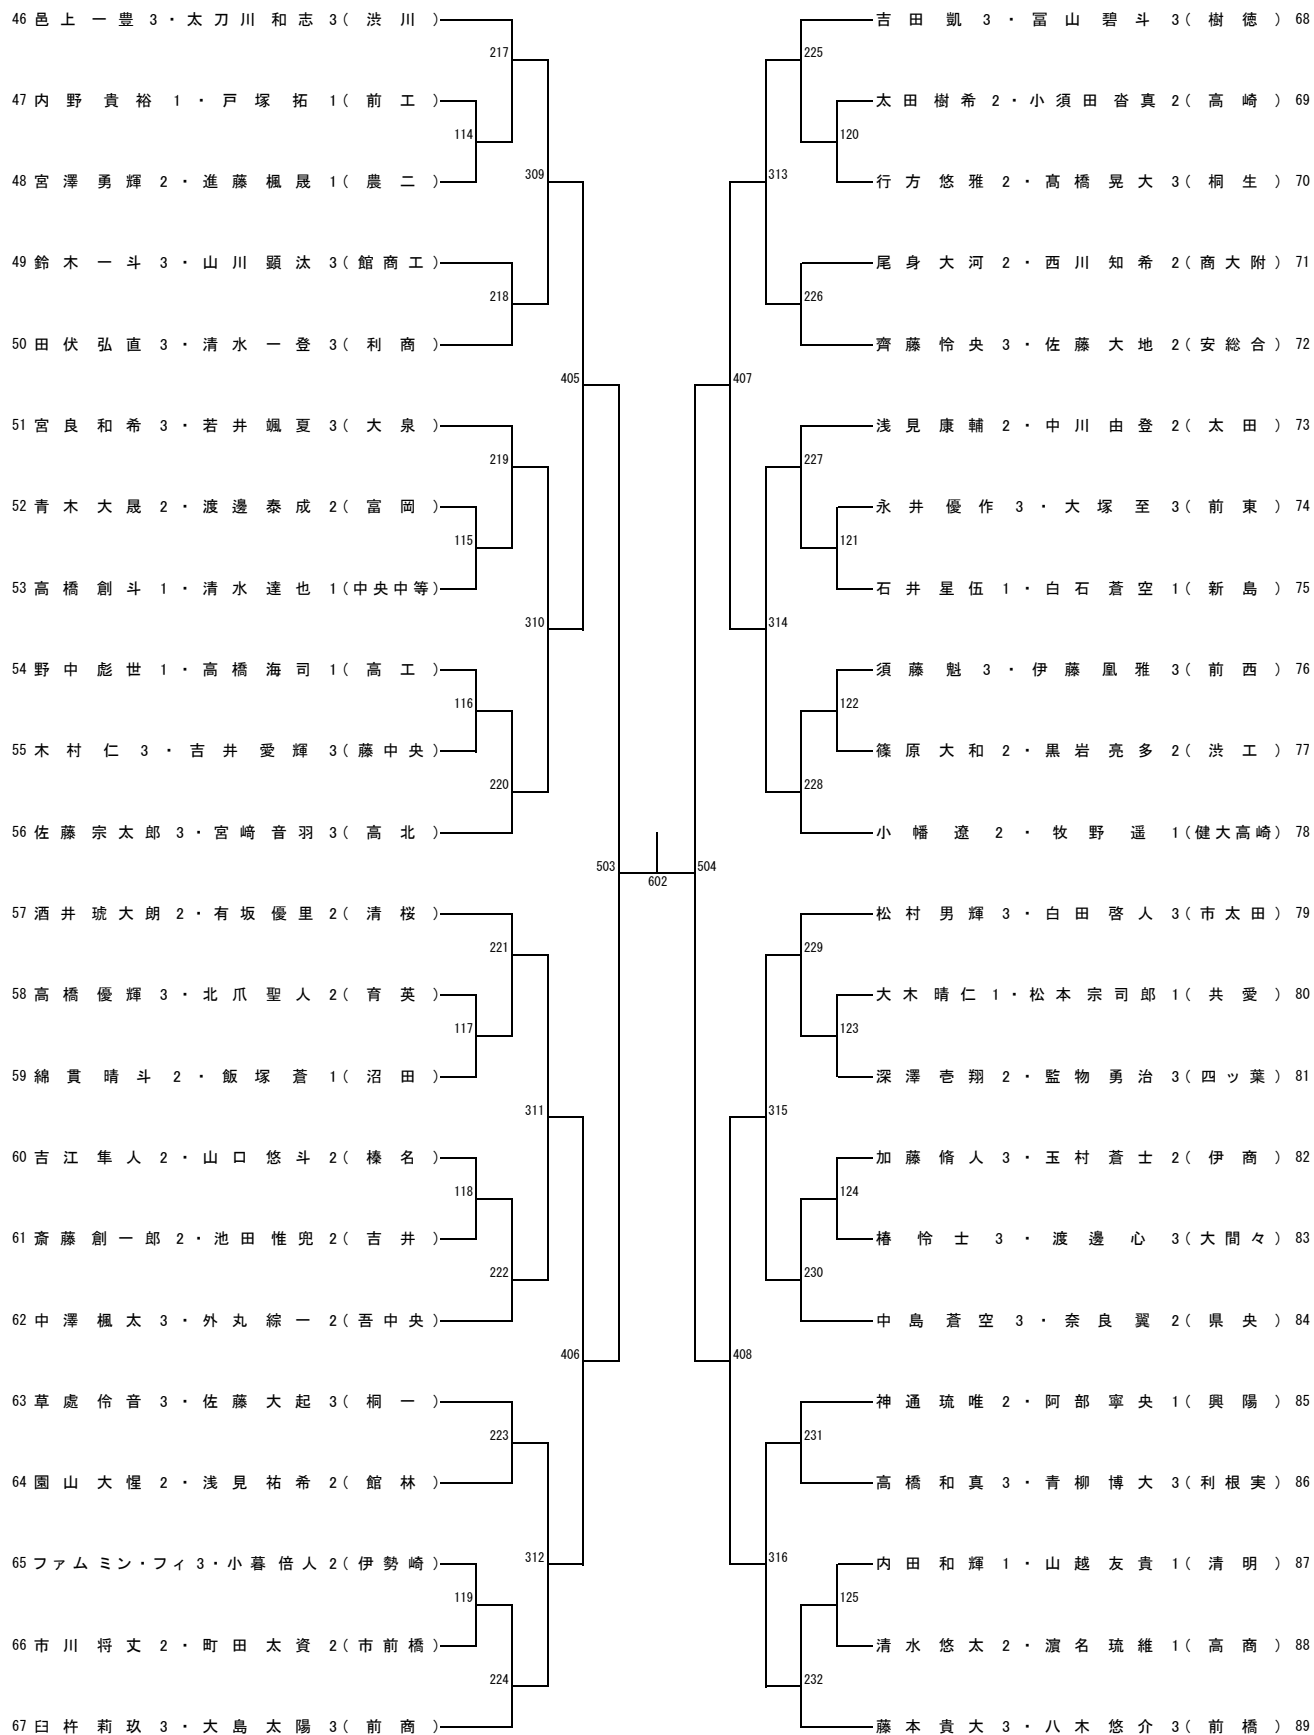 46 邑上一豊 3・太刀川和志 3(渋川)
217
47 内野貴裕 1・戸塚拓 1(前工)
114
48 宮澤勇輝 2・進藤楓晟 1(農二)
309
49 鈴木一斗 3・山川顕汰 3(館商工)
218
50 田伏弘直 3・清水一登 3(利商)
405
51 宮良和希 3・若井颯夏 3(大泉)
219
52 青木大晟 2・渡邊泰成 2(富岡)
115
53 高橋創斗 1・清水達也 1(中央中等)
310
54 野中彪世 1・高橋海司 1(高工)
116
55 木村仁 3・吉井愛輝 3(藤中央)
220
56 佐藤宗太郎 3・宮﨑音羽 3(高北)
503
57 酒井琥大朗 2・有坂優里 2(清桜)
221
58 高橋優輝 3・北爪聖人 2(育英)
117
59 綿貫晴斗 2・飯塚蒼 1(沼田)
311
60 吉江隼人 2・山口悠斗 2(榛名)
118
61 斎藤創一郎 2・池田惟兜 2(吉井)
222
62 中澤楓太 3・外丸綜一 2(吾中央)
406
63 草處伶音 3・佐藤大起 3(桐一)
223
64 園山大惺 2・浅見祐希 2(館林)
65 ファム ミン・フィ 3・小暮倍人 2(伊勢崎)
312
119
66 市川将丈 2・町田太資 2(市前橋)
224
67 臼杵莉玖 3・大島太陽 3(前商)
602
吉田凱 3・冨山碧斗 3(樹徳) 68
225
太田樹希 2・小須田沓真 2(高崎) 69
120
行方悠雅 2・髙橋晃大 3(桐生) 70
313
尾身大河 2・西川知希 2(商大附) 71
226
齊藤怜央 3・佐藤大地 2(安総合) 72
407
浅見康輔 2・中川由登 2(太田) 73
227
永井優作 3・大塚至 3(前東) 74
121
石井星伍 1・白石蒼空 1(新島) 75
314
須藤魁 3・伊藤凰雅 3(前西) 76
122
篠原大和 2・黒岩亮多 2(渋工) 77
228
小幡遼 2・牧野遥 1(健大高崎) 78
504
松村男輝 3・白田啓人 3(市太田) 79
229
大木晴仁 1・松本宗司郎 1(共愛) 80
123
深澤壱翔 2・監物勇治 3(四ッ葉) 81
315
加藤脩人 3・玉村蒼士 2(伊商) 82
124
椿怜士 3・渡邊心 3(大間々) 83
230
中島蒼空 3・奈良翼 2(県央) 84
408
神通琉唯 2・阿部寧央 1(興陽) 85
231
高橋和真 3・青柳博大 3(利根実) 86
316
内田和輝 1・山越友貴 1(清明) 87
125
清水悠太 2・濵名琉維 1(高商) 88
232
藤本貴大 3・八木悠介 3(前橋) 89